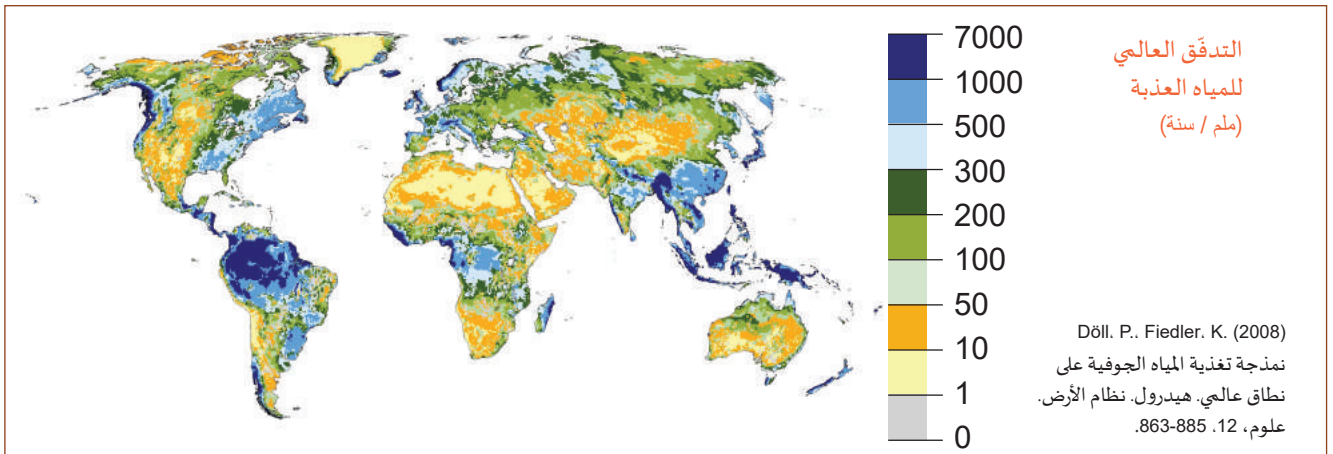 التدفّق العالمي
للمياه العذبة
(ملم / سنة)
7000
1000
500
300
200
100
50
10
1
0
Döll. P.. Fiedler. K. (2008)
نمذجة تغذية المياه الجوفية على
نطاق عالمي. هيدرول. نظام الأرض.
علوم، 12. 885-863.